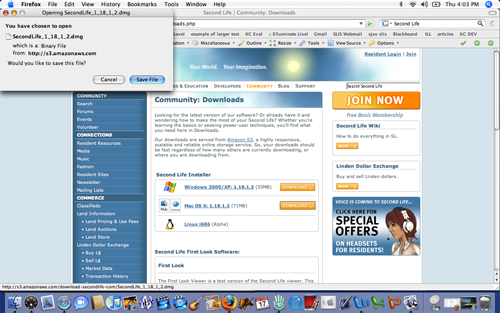 Firefox File Edit View History Bookmarks Tools Window Help
Thu 4:03 PM
Opening SecondLife_1_18_1_2.dmg
Second Life | Community: Downloads
You have chosen to open
SecondLife_1_18_1_2.dmg
which is a: Binary File
from: http://s3.amazonaws.com
Would you like to save this file?
Cancel
Save File
loads.php
Second Life
example of larger text
KC Eval
SLIS Webmail
sjsu slis
illiad
articles
KCLS
Miscellaneous
Outline
Resize
Tools
View Source
Options
Resident Login | Join
Your World. Your Imagination.
DEVELOPERS COMMUNITY BLOG SUPPORT
Search Second Life
COMMUNITY
Search
Forums
Events
Volunteer
CONNECTIONS
Resident Resources
Media
Music
Fashion
Resident Sites
Newsletter
Mailing Lists
COMMERCE
Classifieds
Land Information
Land Pricing & Use Fees
Land Auctions
Land Store
Linden Dollar Exchange
Buy L$
Sell L$
Market Data
Transaction History
Community: Downloads
Looking for the latest version of our software? Or already have it and
wondering how to make the most of your Second Life? Whether you're
learning the basics or seeking power-user techniques, you'll find what
you need here in Downloads.
Our downloads are served from Amazon S3, a highly responsive,
scalable and reliable online storage service. So, your downloads should
be fast regardless of how many others are currently downloading, or
where you are downloading from.
Second Life Installer
Windows 2000/XP: 1.18.1.2 (33MB)
DOWNLOAD
Mac OS X: 1.18.1.2 (71MB)
DOWNLOAD
Linux i686 (Alpha)
Second Life First Look Software:
First Look
The First Look Viewer is a test version of the Second Life viewer. This
JOIN NOW
Free Basic Membership
Second Life Wiki
How to do everything in SL.
Linden Dollar Exchange
Buy and sell Linden dollars.
VOICE IS COMING TO SECOND LIFE...
CLICK HERE FOR
SPECIAL
OFFERS
ON HEADSETS
FOR RESIDENTS!
http://s3.amazonaws.com/download-secondlife-com/SecondLife_1_18_1_2.dmg